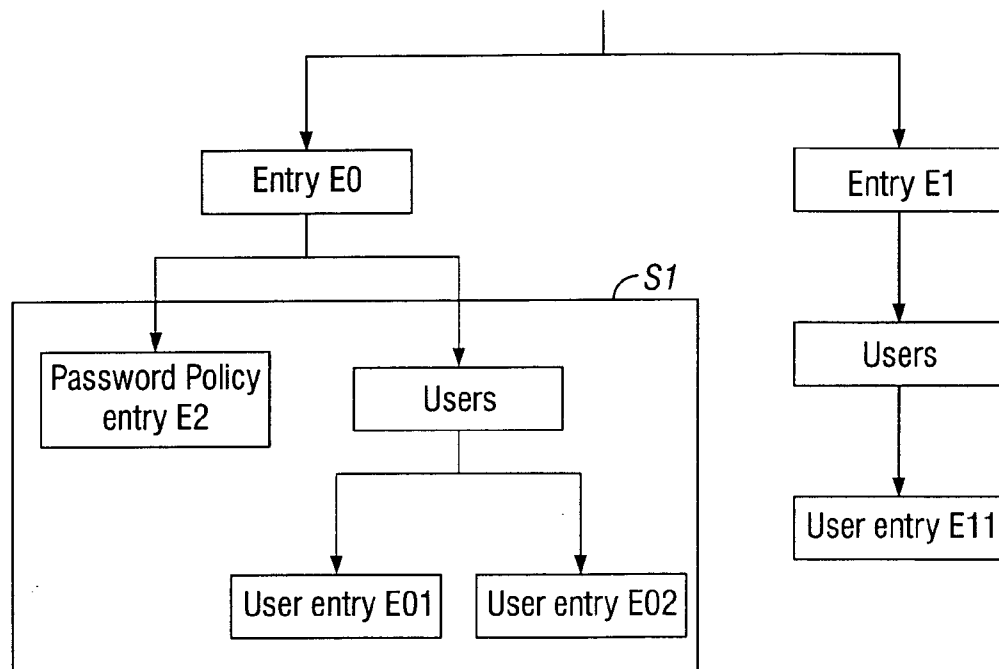 Entry E0
Entry E1
S1
Password Policy
entry E2
Users
Users
User entry E11
User entry E01
User entry E02